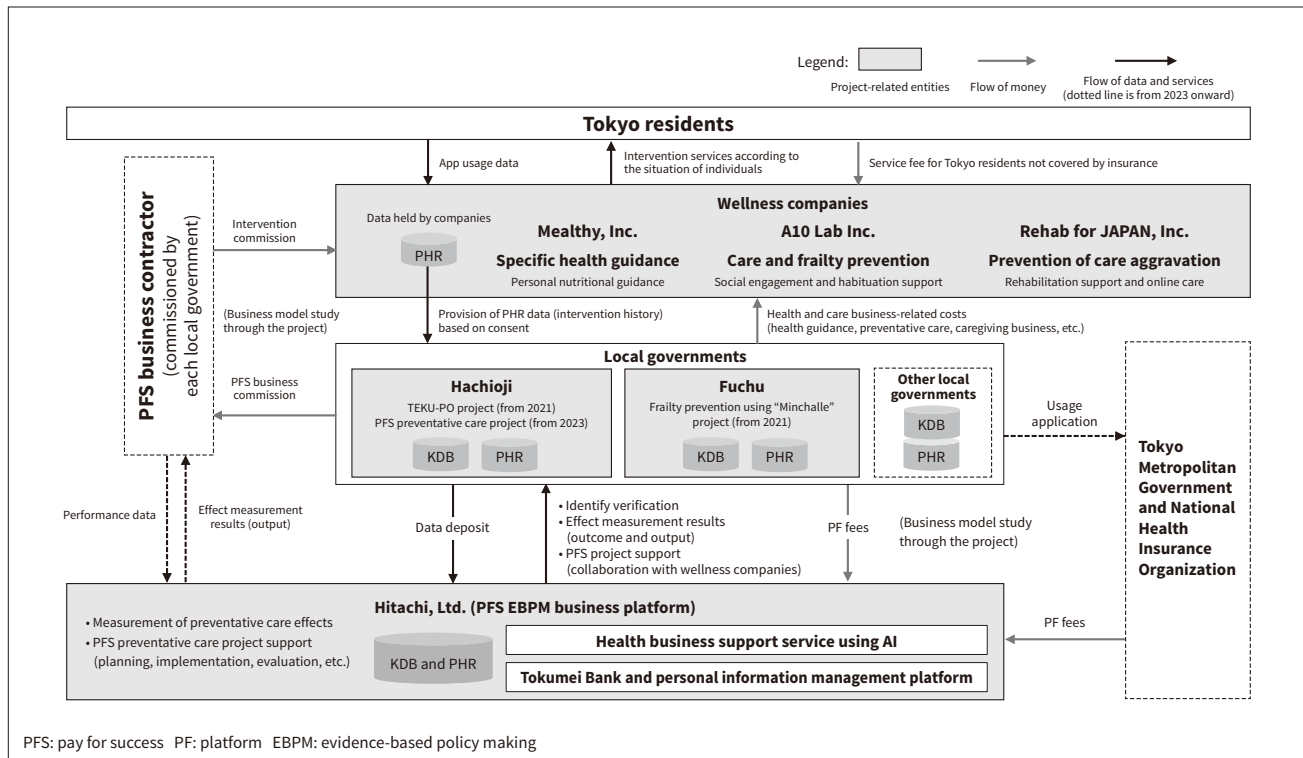 Legend:
Project-related entities
Flow of money
Flow of data and services
(dotted line is from 2023 onward)
Tokyo residents
App usage data
Intervention services according to
the situation of individuals
Service fee for Tokyo residents not covered by insurance
PFS business contractor
(commissioned by
each local government)
Intervention
commission
Wellness companies
Data held by companies
PHR
Mealthy, Inc.
Specific health guidance
Personal nutritional guidance
A10 Lab Inc.
Care and frailty prevention
Social engagement and habituation support
Rehab for JAPAN, Inc.
Prevention of care aggravation
Rehabilitation support and online care
(Business model study
through the project)
Provision of PHR data (intervention history)
based on consent
Health and care business-related costs
(health guidance, preventative care, caregiving business, etc.)
PFS business
commission
Local governments
Hachioji
TEKU-PO project (from 2021)
PFS preventative care project (from 2023)
KDB
PHR
Fuchu
Frailty prevention using “Minchalle”
project (from 2021)
KDB
PHR
Other local
governments
KDB
PHR
Usage
application
Tokyo
Metropolitan
Government
and National
Health
Insurance
Organization
Performance data
Effect measurement
results (output)
Data deposit
• Identify verification
• Effect measurement results
(outcome and output)
• PFS project support
(collaboration with wellness companies)
PF fees
(Business model study
through the project)
Hitachi, Ltd. (PFS EBPM business platform)
• Measurement of preventative care effects
• PFS preventative care project support
(planning, implementation, evaluation, etc.)
KDB and PHR
Health business support service using AI
Tokumei Bank and personal information management platform
PF fees
PFS: pay for success PF: platform EBPM: evidence-based policy making